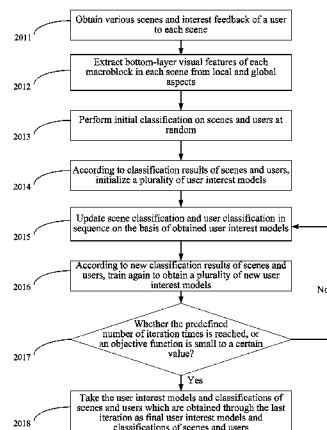 2011
Obtain various scenes and interest feedback of a user
to each scene
2012
Extract bottom-layer visual features of each
macroblock in each scene from local and global
aspects
2013
Perform initial classification on scenes and users at
random
2014
According to classification results of scenes and users,
initialize a plurality of user interest models
2015
Update scene classification and user classification in
sequence on the basis of obtained user interest models
2016
According to new classification results of scenes and
users, train again to obtain a plurality of new user
interest models
No
2017
Whether the predefined
number of iteration times is reached, or
an objective function is small to a certain
value?
Yes
2018
Take the user interest models and classifications of
scenes and users which are obtained through the last
iteration as final user interest models and
classifications of scenes and users